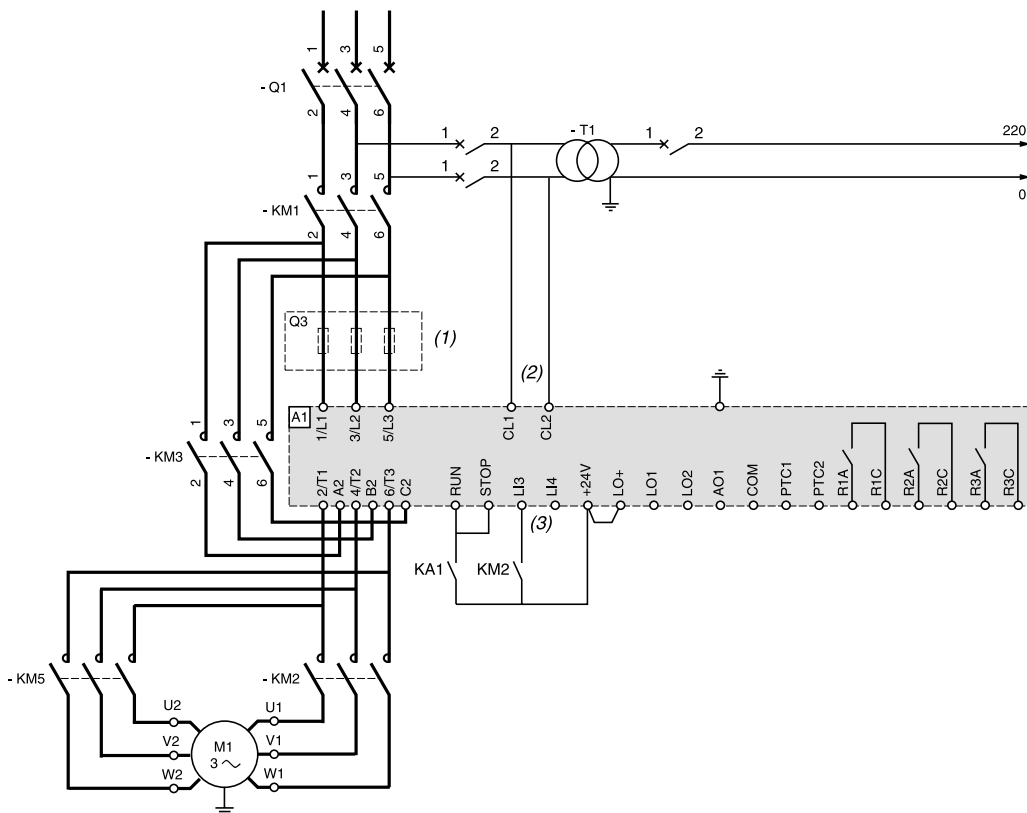 1 3 5
- Q1
2 4 6
1 2 - T1 1 2 220
1 2
0
1 3 5
- KM1
2 4 6
Q3
(1)
(2)
A1
1/L1 3/L2 5/L3 CL1 CL2
1 3 5
- KM3
2 4 6
2/T1 A2 4/T2 B2 6/T3 C2 RUN STOP LI3 LI4 +24V LO+ LO1 LO2 AO1 COM PTC1 PTC2 R1A R1C R2A R2C R3A R3C
(3)
KA1 KM2
- KM5 - KM2
U2 U1
V2 M1 V1
3
W2 W1